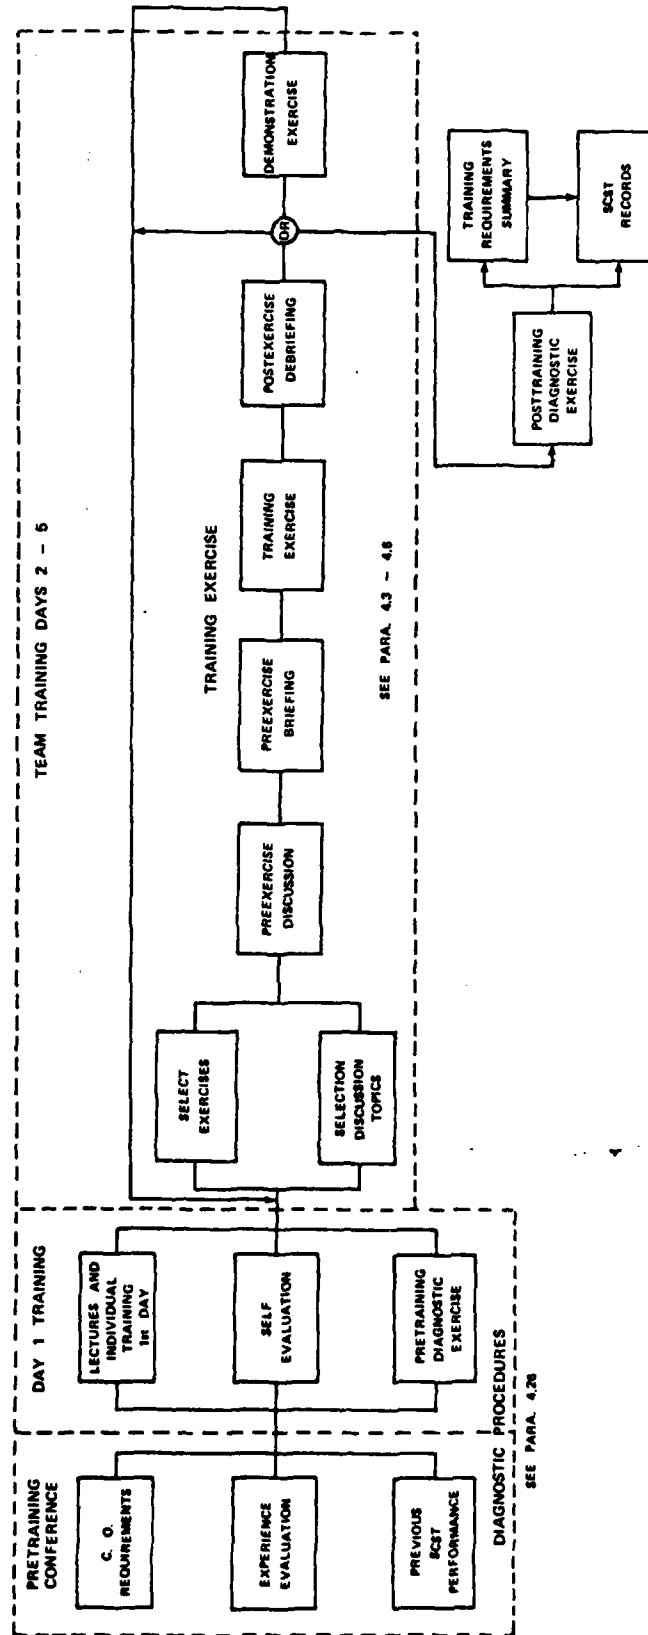 PRETRAINING
CONFERENCE
C. O.
REQUIREMENTS
EXPERIENCE
EVALUATION
PREVIOUS
SCST
PERFORMANCE
DIAGNOSTIC PROCEDURES
SEE PARA. 4.26
DAY 1 TRAINING
LECTURES AND
INDIVIDUAL
TRAINING
1st DAY
SELF
EVALUATION
PRETRAINING
DIAGNOSTIC
EXERCISE
TEAM TRAINING DAYS 2 - 5
SELECT
EXERCISES
SELECTION
DISCUSSION
TOPICS
TRAINING EXERCISE
PREEXERCISE
DISCUSSION
PREEXERCISE
BRIEFING
TRAINING
EXERCISE
POSTEXERCISE
DEBRIEFING
OR
DEMONSTRATION
EXERCISE
SEE PARA. 4.3 - 4.6
POSTTRAINING
DIAGNOSTIC
EXERCISE
TRAINING
REQUIREMENTS
SUMMARY
SCST
RECORDS